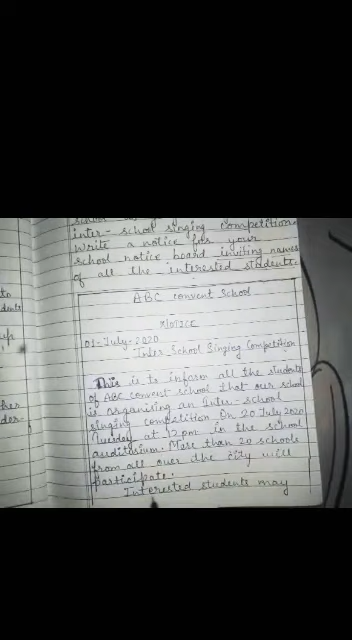 school
inter-school singing competition.
Write a notice for your
school notice board inviting names
of all the interested students.
ABC convent School
NOTICE
01-July-2020
Inter School Singing Competition
This is to inform all the students
of ABC convent school that our school
is organising an Inter-school
singing competition On 20 July 2020
Tuesday at 12pm in the school
auditorium. More than 20 schools
from all over the city will
participate.
Interested students may